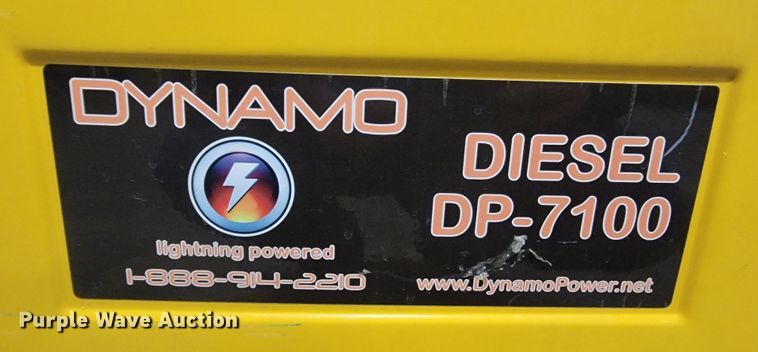 DYNAMO
lightning powered
1-888-914-2210
DIESEL
DP-7100
www.DynamoPower.net
Purple Wave Auction